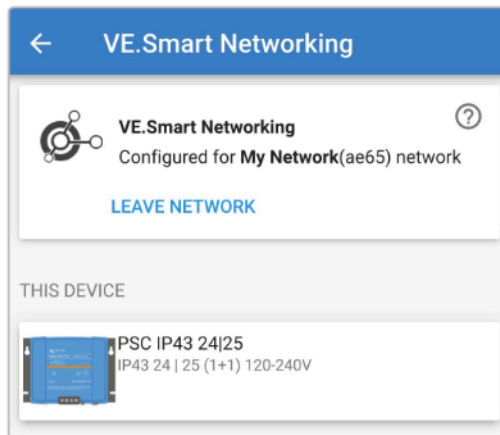 VE.Smart Networking
VE.Smart Networking
Configured for My Network(ae65) network
LEAVE NETWORK
THIS DEVICE
PSC IP43 24|25
IP43 24 | 25 (1+1) 120-240V